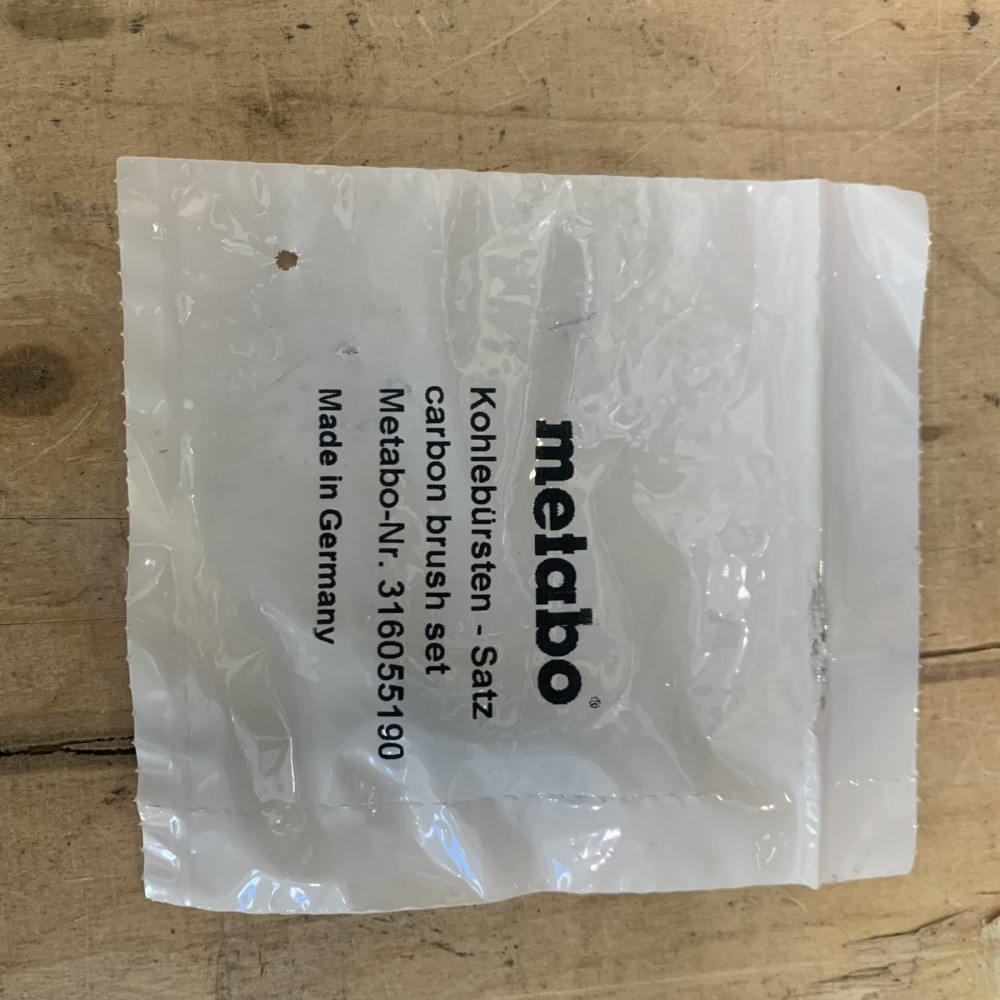 metabo®
Kohlebürsten - Satz
carbon brush set
Metabo-Nr. 316055190
Made in Germany